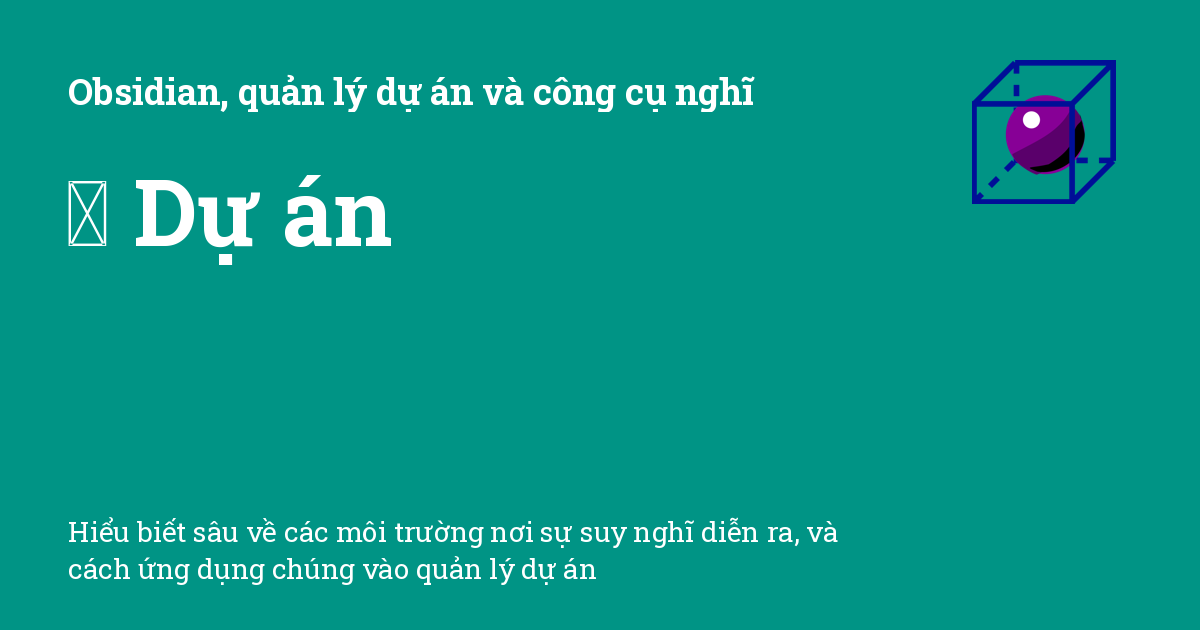 Obsidian, quản lý dự án và công cụ nghĩ
Dự án
Hiểu biết sâu về các môi trường nơi sự suy nghĩ diễn ra, và
cách ứng dụng chúng vào quản lý dự án